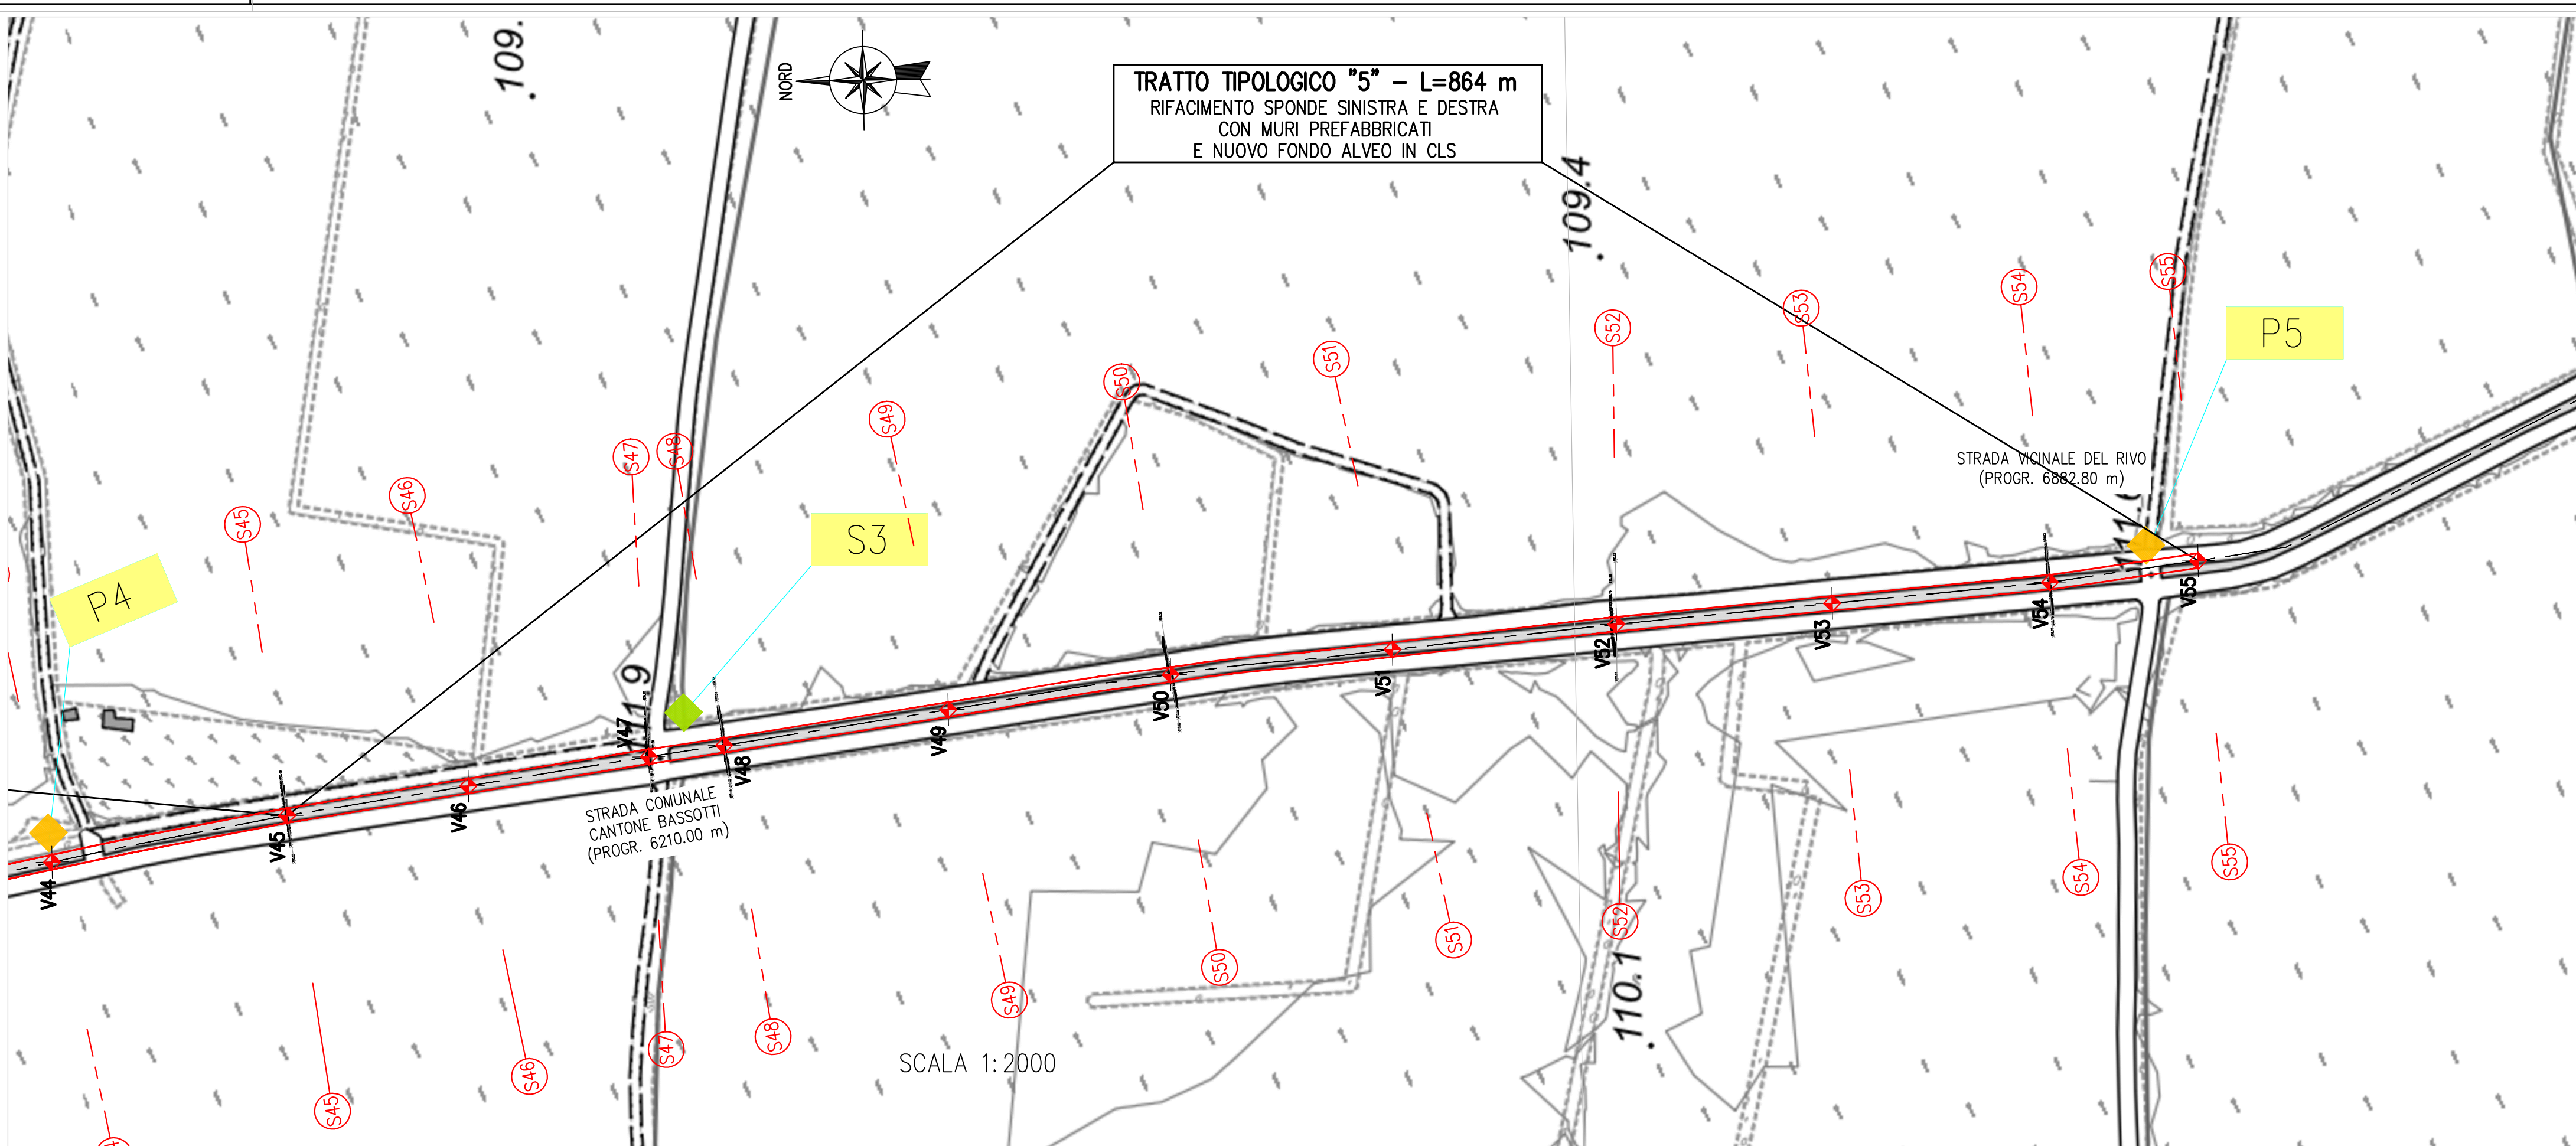 109.
NORD
TRATTO TIPOLOGICO "5" – L=864 m
RIFACIMENTO SPONDE SINISTRA E DESTRA
CON MURI PREFABBRICATI
E NUOVO FONDO ALVEO IN CLS
109.4
S55
S54
S53
S52
S51
S50
S49
S48
S47
S46
S45
P5
STRADA VICINALE DEL RIVO
(PROGR. 6882.80 m)
S3
P4
V44
V45
V46
V47
V48
V49
V50
V51
V52
V53
V54
V55
STRADA COMUNALE
CANTONE BASSOTTI
(PROGR. 6210.00 m)
S45
S46
S47
S48
S49
S50
S51
S52
S53
S54
S55
110.1
SCALA 1:2000